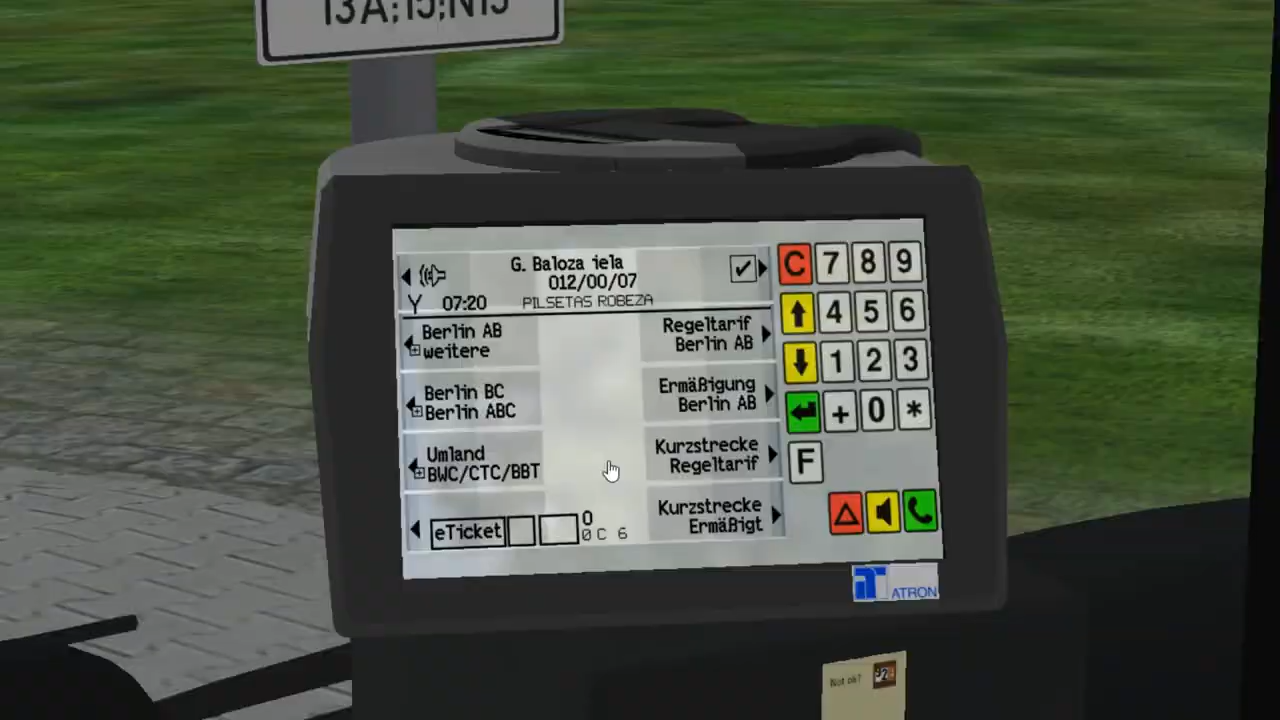 13A;15;N15
G. Baloza iela
012/00/07
Y 07:20 PILSETAS ROBEZA
Berlin AB
weitere
Regeltarif
Berlin AB
Berlin BC
Berlin ABC
Ermäßigung
Berlin AB
Umland
BWC/CTC/BBT
Kurzstrecke
Regeltarif
eTicket
0
0C 6
Kurzstrecke
Ermäßigt
C 7 8 9
4 5 6
1 2 3
+ 0 *
F
ATRON
Not ok?